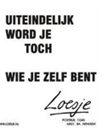 UITEINDELIJK
WORD JE
TOCH
WIE JE ZELF BENT
Loesje